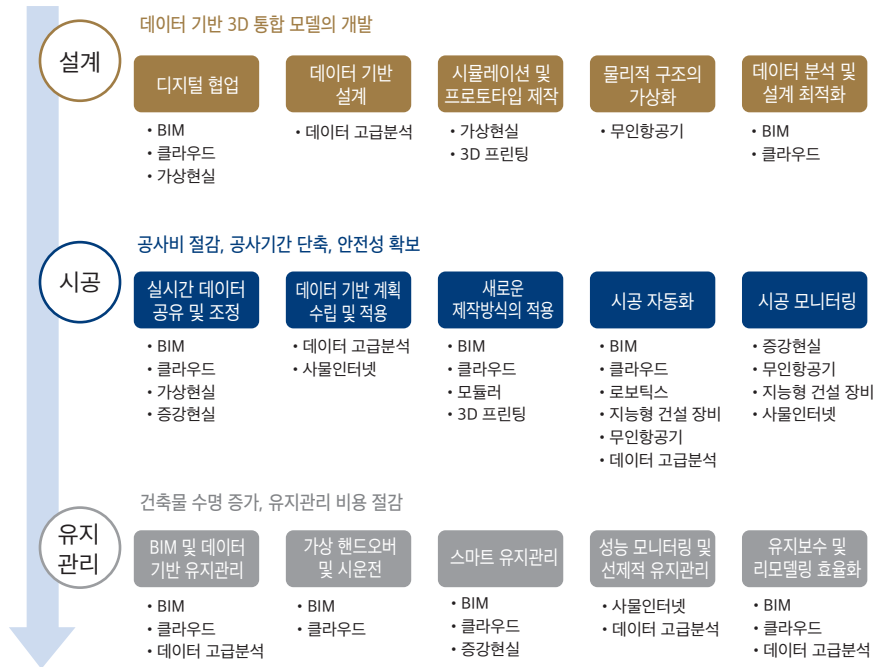 데이터 기반 3D 통합 모델의 개발
설계
디지털 협업
• BIM
• 클라우드
• 가상현실
데이터 기반
설계
• 데이터 고급분석
시뮬레이션 및
프로토타입 제작
• 가상현실
• 3D 프린팅
물리적 구조의
가상화
• 무인항공기
데이터 분석 및
설계 최적화
• BIM
• 클라우드
공사비 절감, 공사기간 단축, 안전성 확보
시공
실시간 데이터
공유 및 조정
• BIM
• 클라우드
• 가상현실
• 증강현실
데이터 기반 계획
수립 및 적용
• 데이터 고급분석
• 사물인터넷
새로운
제작방식의 적용
• BIM
• 클라우드
• 모듈러
• 3D 프린팅
시공 자동화
• BIM
• 클라우드
• 로보틱스
• 지능형 건설 장비
• 무인항공기
• 데이터 고급분석
시공 모니터링
• 증강현실
• 무인항공기
• 지능형 건설 장비
• 사물인터넷
건축물 수명 증가, 유지관리 비용 절감
유지
관리
BIM 및 데이터
기반 유지관리
• BIM
• 클라우드
• 데이터 고급분석
가상 핸드오버
및 시운전
• BIM
• 클라우드
스마트 유지관리
• BIM
• 클라우드
• 증강현실
성능 모니터링 및
선제적 유지관리
• 사물인터넷
• 데이터 고급분석
유지보수 및
리모델링 효율화
• BIM
• 클라우드
• 데이터 고급분석